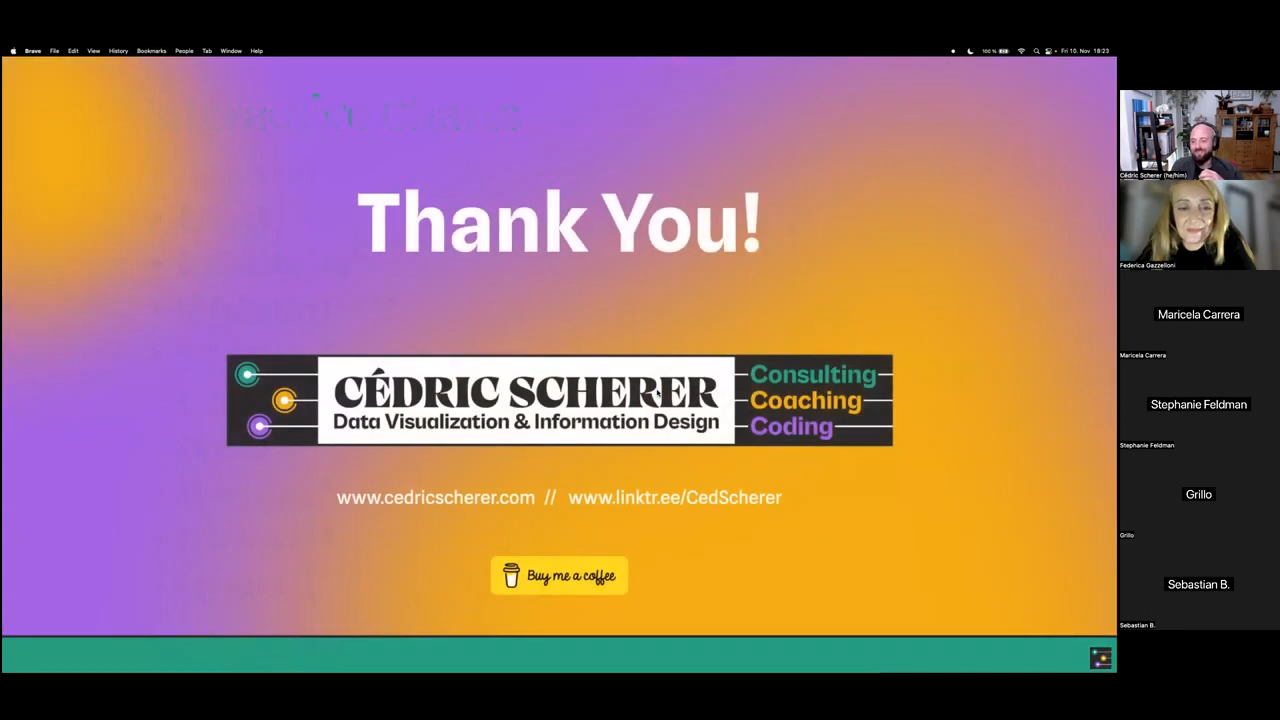 Brave File Edit View History Bookmarks People Tab Window Help
100 % Fri 10. Nov 18:23
Thank You!
CÉDRIC SCHERER
Data Visualization & Information Design
Consulting
Coaching
Coding
www.cedricscherer.com // www.linktr.ee/CedScherer
Buy me a coffee
Cédric Scherer (he/him)
Federica Gazzelloni
Maricela Carrera
Maricela Carrera
Stephanie Feldman
Stephanie Feldman
Grillo
Grillo
Sebastian B.
Sebastian B.